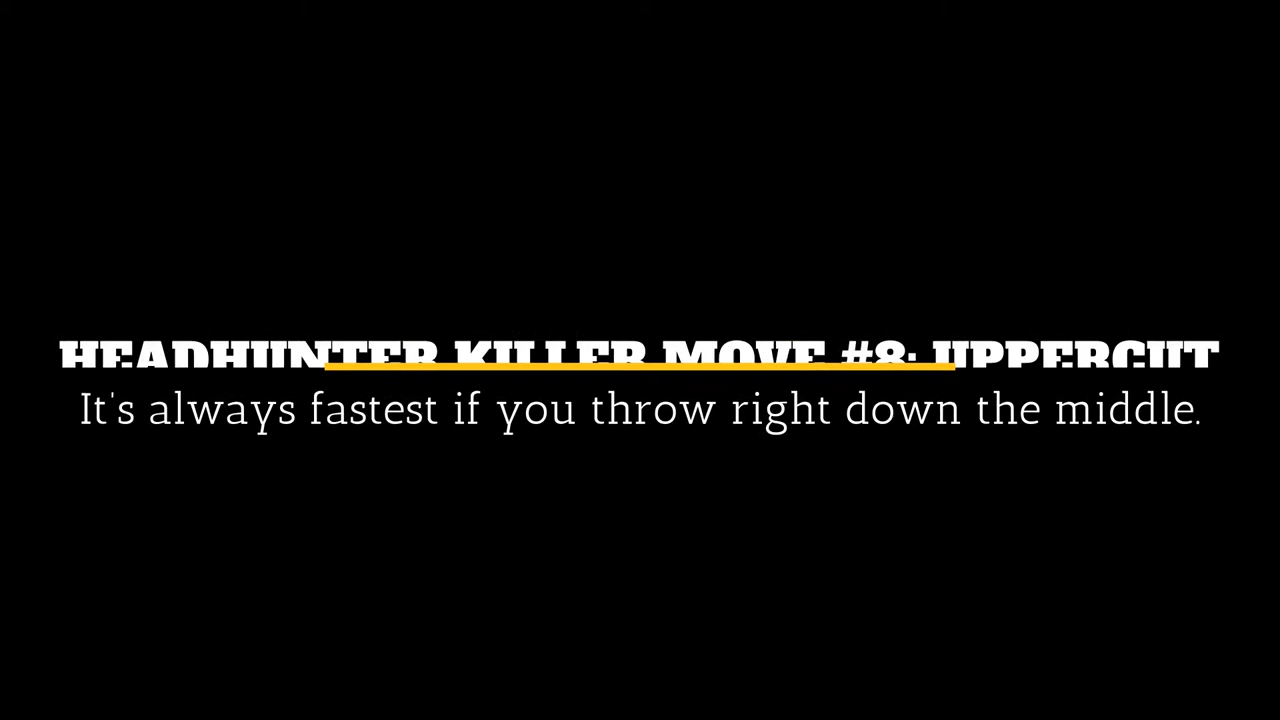 HEADHUNTER KILLER MOVE #8: UPPERCUT
It's always fastest if you throw right down the middle.